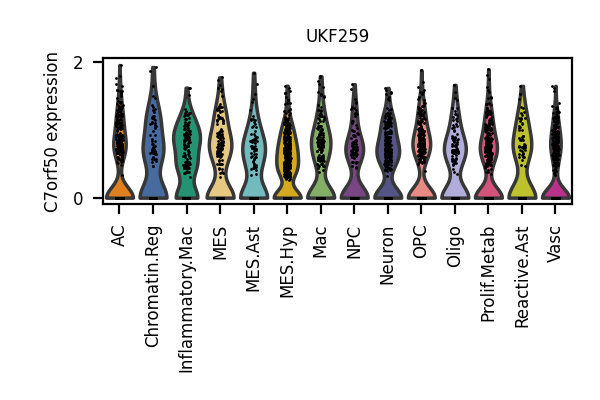 UKF259
C7orf50 expression
2
0
AC
Chromatin.Reg
Inflammatory.Mac
MES
MES.Ast
MES.Hyp
Mac
NPC
Neuron
OPC
Oligo
Prolif.Metab
Reactive.Ast
Vasc